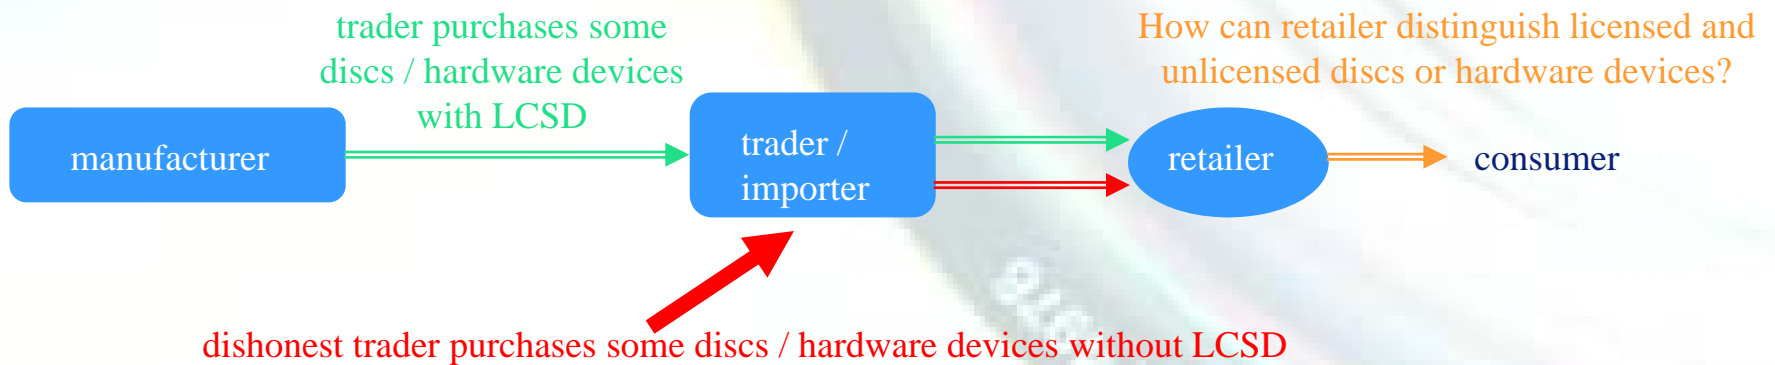 trader purchases some
discs / hardware devices
with LCSD
How can retailer distinguish licensed and
unlicensed discs or hardware devices?
manufacturer
trader /
importer
retailer
consumer
dishonest trader purchases some discs / hardware devices without LCSD